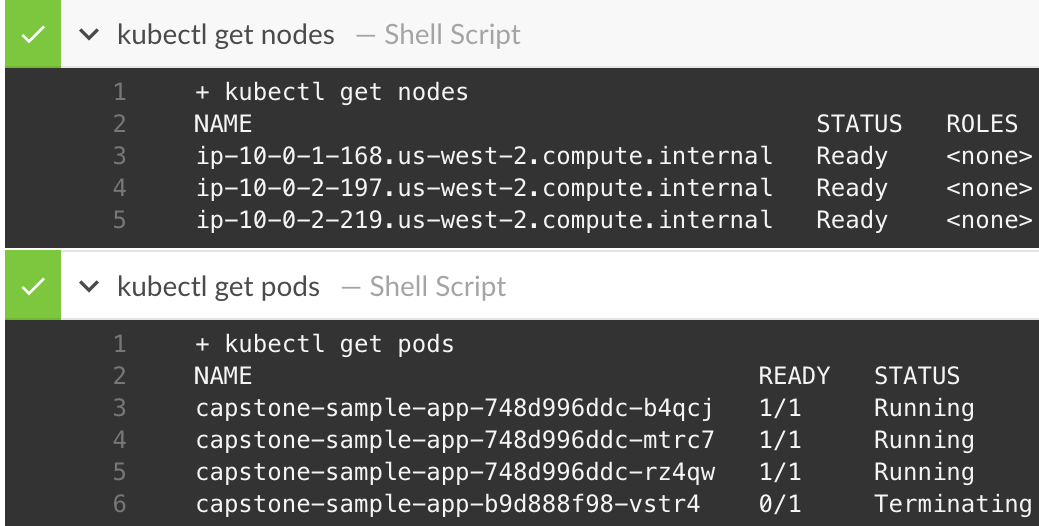 kubectl get nodes — Shell Script
1 + kubectl get nodes
2 NAME STATUS ROLES
3 ip-10-0-1-168.us-west-2.compute.internal Ready <none>
4 ip-10-0-2-197.us-west-2.compute.internal Ready <none>
5 ip-10-0-2-219.us-west-2.compute.internal Ready <none>
kubectl get pods — Shell Script
1 + kubectl get pods
2 NAME READY STATUS
3 capstone-sample-app-748d996ddc-b4qcj 1/1 Running
4 capstone-sample-app-748d996ddc-mtrc7 1/1 Running
5 capstone-sample-app-748d996ddc-rz4qw 1/1 Running
6 capstone-sample-app-b9d888f98-vstr4 0/1 Terminating